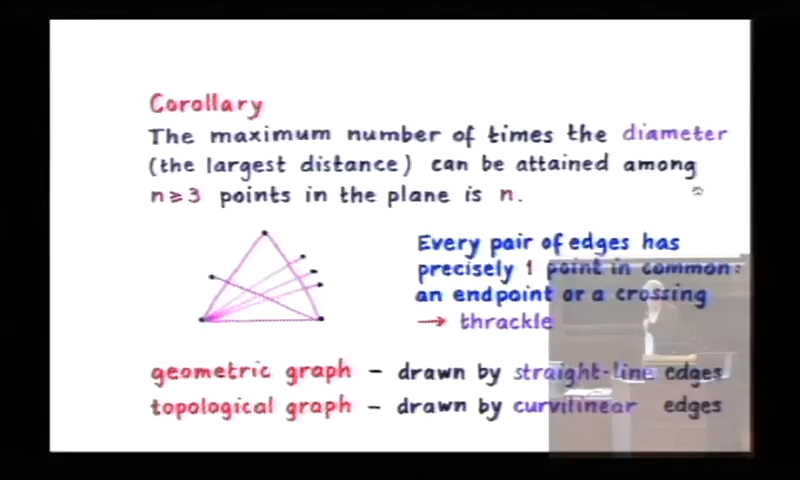 Corollary
The maximum number of times the diameter
(the largest distance) can be attained among
n≥3 points in the plane is n.
Every pair of edges has
precisely 1 point in common:
an endpoint or a crossing
→ thrackle
geometric graph - drawn by straight-line edges
topological graph - drawn by curvilinear edges